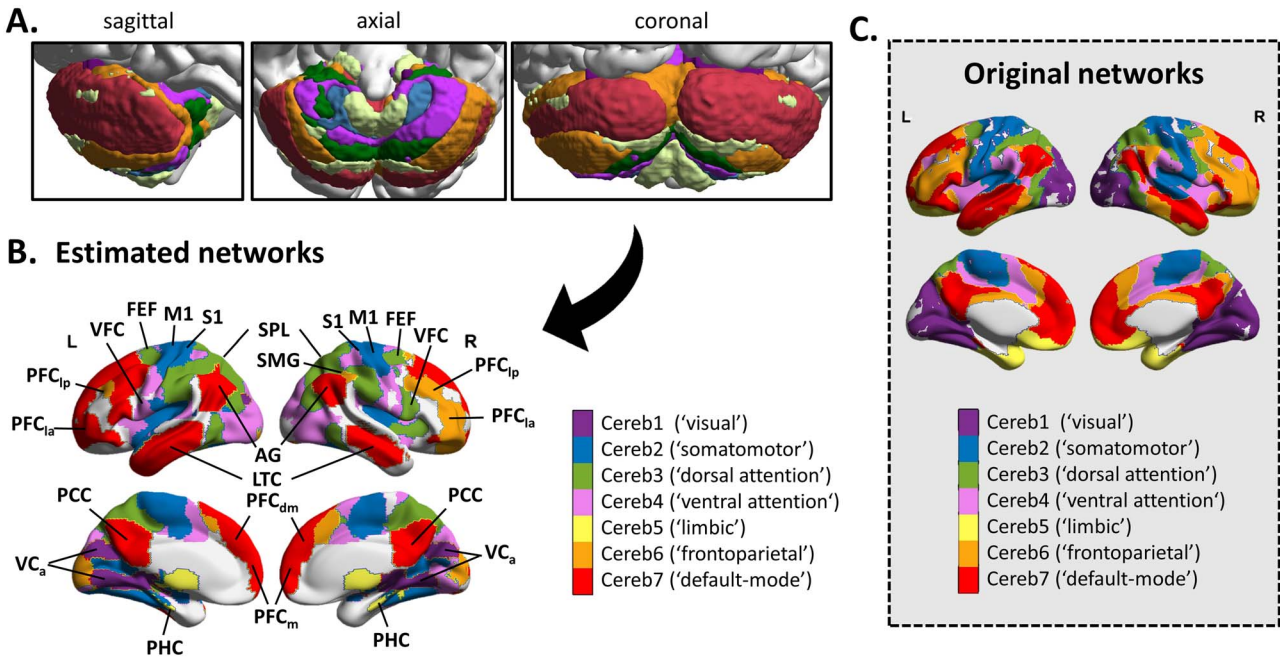 A.
sagittal
axial
coronal
B. Estimated networks
L
VFC
FEF
M1
S1
SPL
SMG
S1
M1
FEF
VFC
R
PFClp
PFClp
PFCla
PFCla
AG
LTC
PCC
PFCdm
PCC
VCa
VCa
PFCm
PHC
PHC
Cereb1 (‘visual’)
Cereb2 (‘somatomotor’)
Cereb3 (‘dorsal attention’)
Cereb4 (‘ventral attention‘)
Cereb5 (‘limbic’)
Cereb6 (‘frontoparietal’)
Cereb7 (‘default-mode’)
C.
Original networks
L
R
Cereb1 (‘visual’)
Cereb2 (‘somatomotor’)
Cereb3 (‘dorsal attention’)
Cereb4 (‘ventral attention‘)
Cereb5 (‘limbic’)
Cereb6 (‘frontoparietal’)
Cereb7 (‘default-mode’)